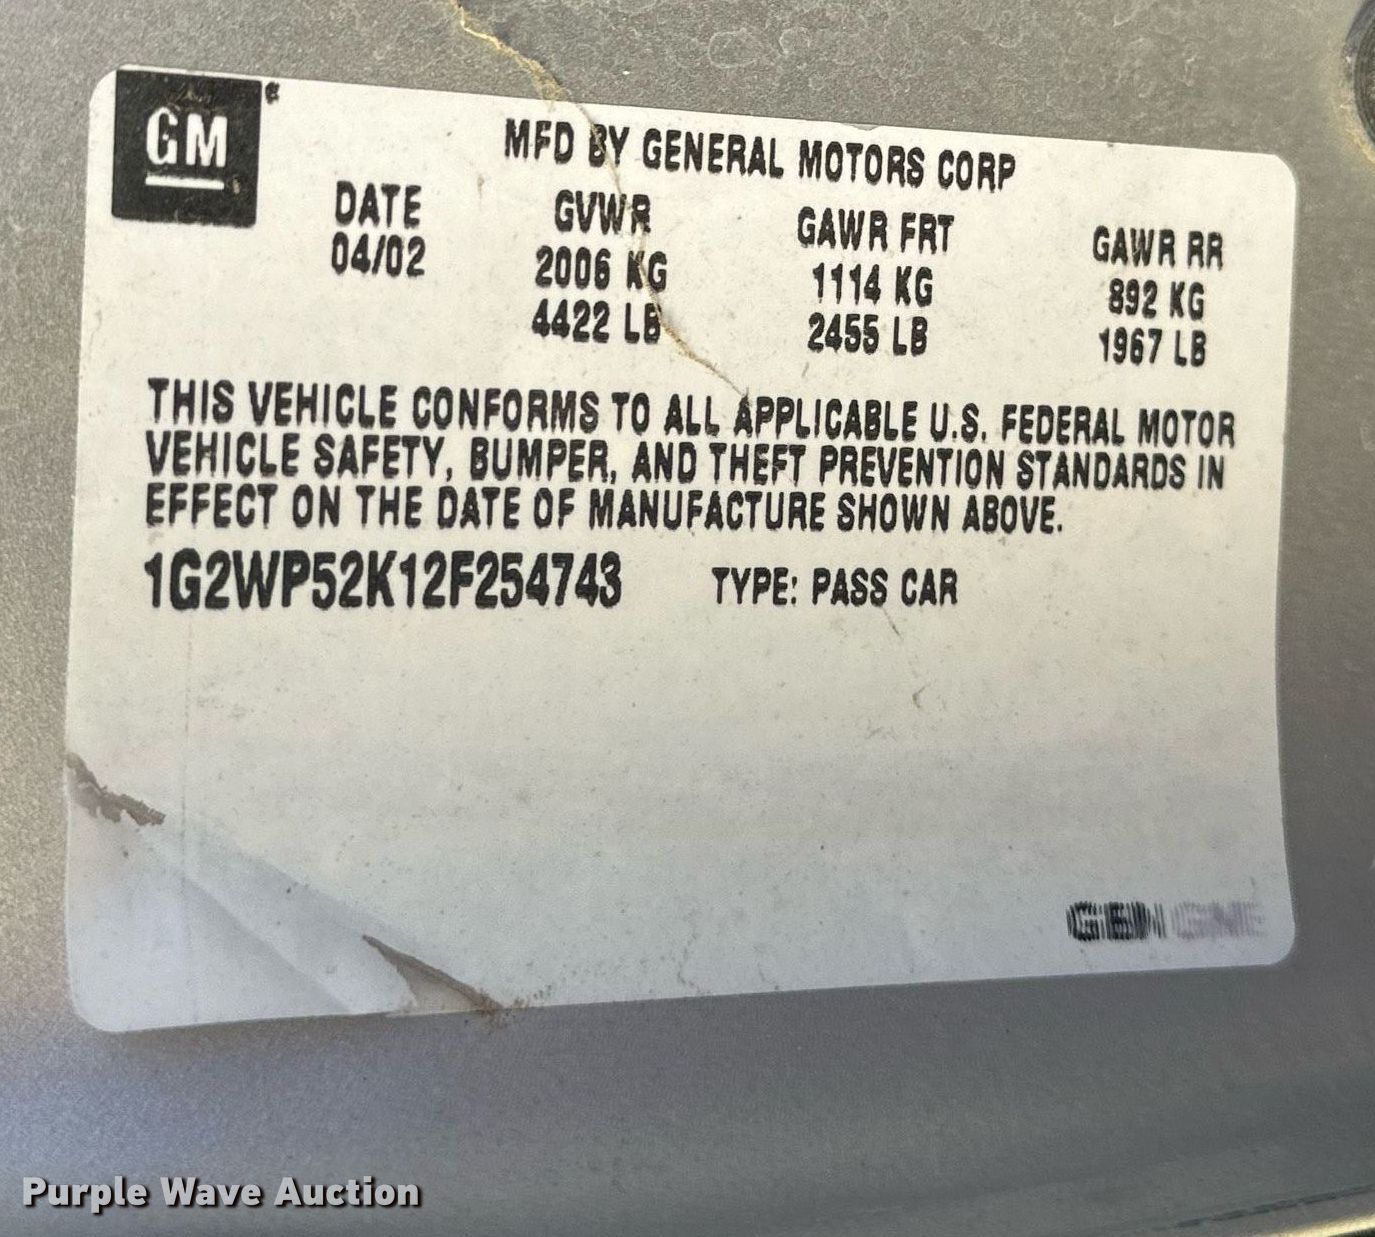 GM
MFD BY GENERAL MOTORS CORP
DATE GVWR GAWR FRT GAWR RR
04/02 2006 KG 1114 KG 892 KG
4422 LB 2455 LB 1967 LB
THIS VEHICLE CONFORMS TO ALL APPLICABLE U.S. FEDERAL MOTOR
VEHICLE SAFETY, BUMPER, AND THEFT PREVENTION STANDARDS IN
EFFECT ON THE DATE OF MANUFACTURE SHOWN ABOVE.
1G2WP52K12F254743 TYPE: PASS CAR
Purple Wave Auction